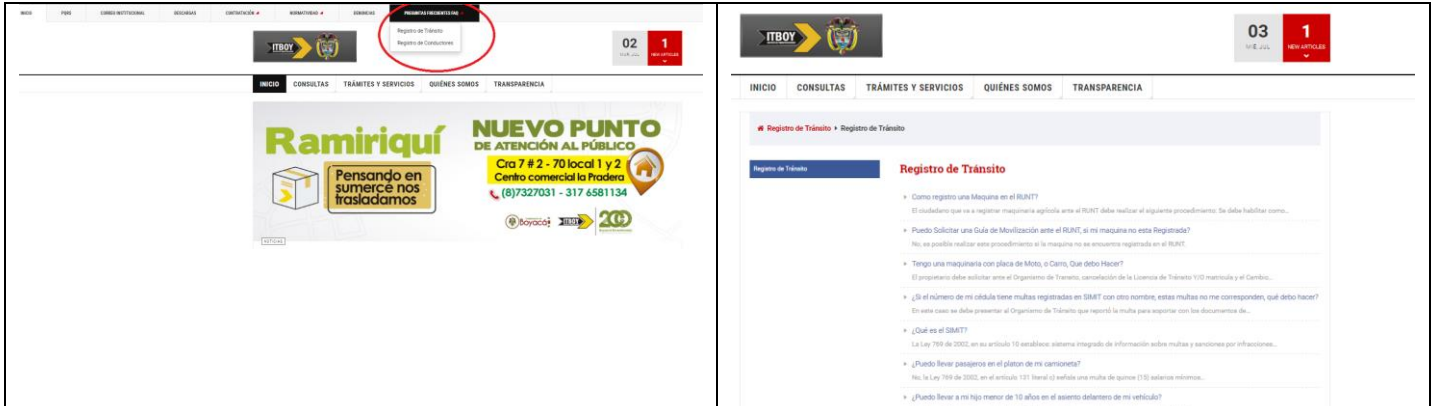 INICIO PQRS CORREO INSTITUCIONAL DESCARGAS CONTRATACIÓN NORMATIVIDAD DENUNCIAS PREGUNTAS FRECUENTES FAQ
Registro de Tránsito
Registro de Conductores
ITBOY
02 1
MAR JUL NEW ARTICLES
INICIO CONSULTAS TRÁMITES Y SERVICIOS QUIÉNES SOMOS TRANSPARENCIA
Ramiriquí
Pensando en
sumercé nos
trasladamos
NUEVO PUNTO
DE ATENCIÓN AL PÚBLICO
Cra 7 # 2 - 70 local 1 y 2
Centro comercial la Pradera
(8)7327031 - 317 6581134
Boyacá ITBOY 200
NOTICIAS
ITBOY
03 1
MIÉ JUL NEW ARTICLES
INICIO CONSULTAS TRÁMITES Y SERVICIOS QUIÉNES SOMOS TRANSPARENCIA
Registro de Tránsito Registro de Tránsito
Registro de Tránsito
Registro de Tránsito
Como registro una Maquina en el RUNT?
El ciudadano que va a registrar maquinaria agrícola ante el RUNT debe realizar el siguiente procedimiento: Se debe habilitar como...
Puedo Solicitar una Guía de Movilización ante el RUNT, si mi maquina no esta Registrada?
No, es posible realizar este procedimiento si la maquina no se encuentra registrada en el RUNT.
Tengo una maquinaria con placa de Moto, o Carro, Que debo Hacer?
El propietario debe solicitar ante el Organismo de Transito, cancelación de la Licencia de Tránsito Y/O matricula y el Cambio...
¿Si el número de mi cédula tiene multas registradas en SIMIT con otro nombre, estas multas no me corresponden, qué debo hacer?
En este caso se debe presentar al Organismo de Tránsito que reportó la multa para soportar con los documentos de...
¿Qué es el SIMIT?
La Ley 769 de 2002, en su artículo 10 establece: sistema integrado de información sobre multas y sanciones por infracciones...
¿Puedo llevar pasajeros en el platon de mi camioneta?
No, la Ley 769 de 2002, en el artículo 131 literal c) señala una multa de quince (15) salarios mínimos...
¿Puedo llevar a mi hijo menor de 10 años en el asiento delantero de mi vehículo?